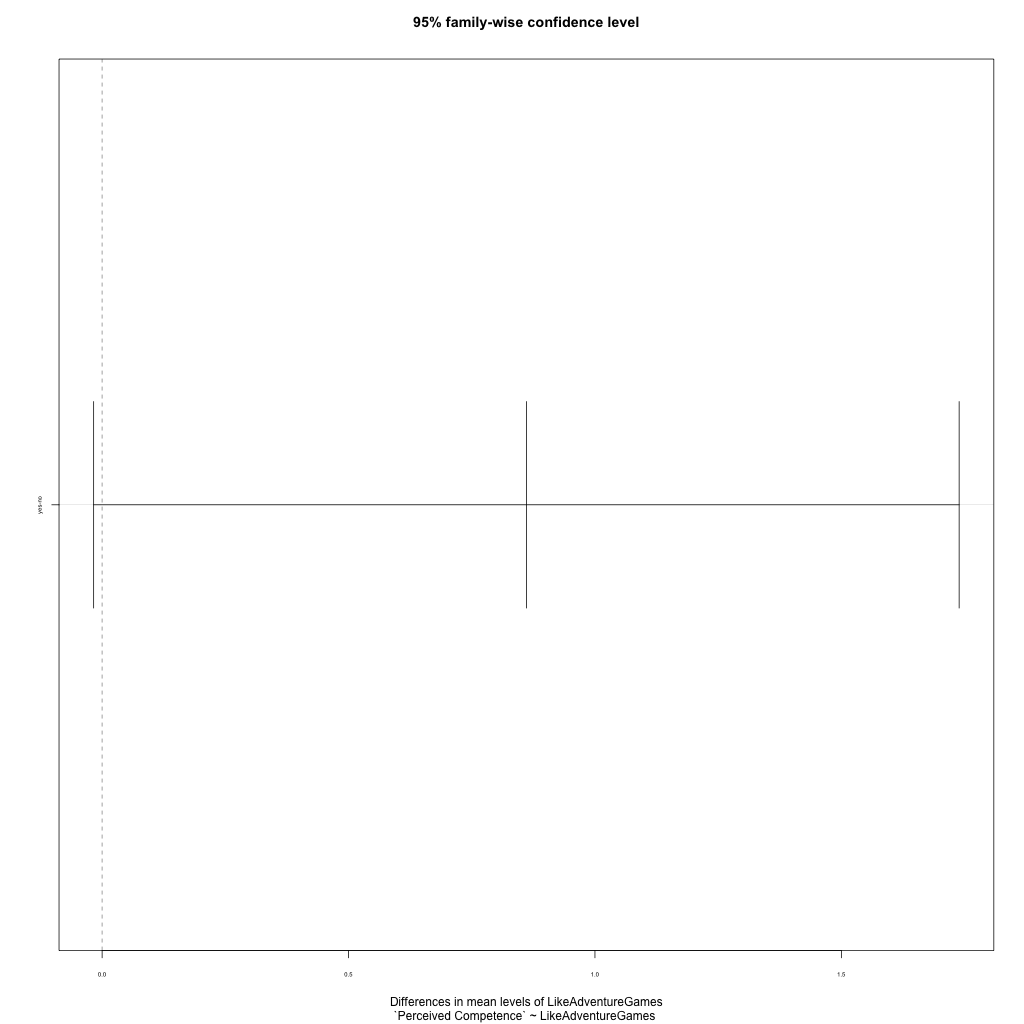 95% family-wise confidence level
yes-no
0.0
0.5
1.0
1.5
Differences in mean levels of LikeAdventureGames
`Perceived Competence` ~ LikeAdventureGames